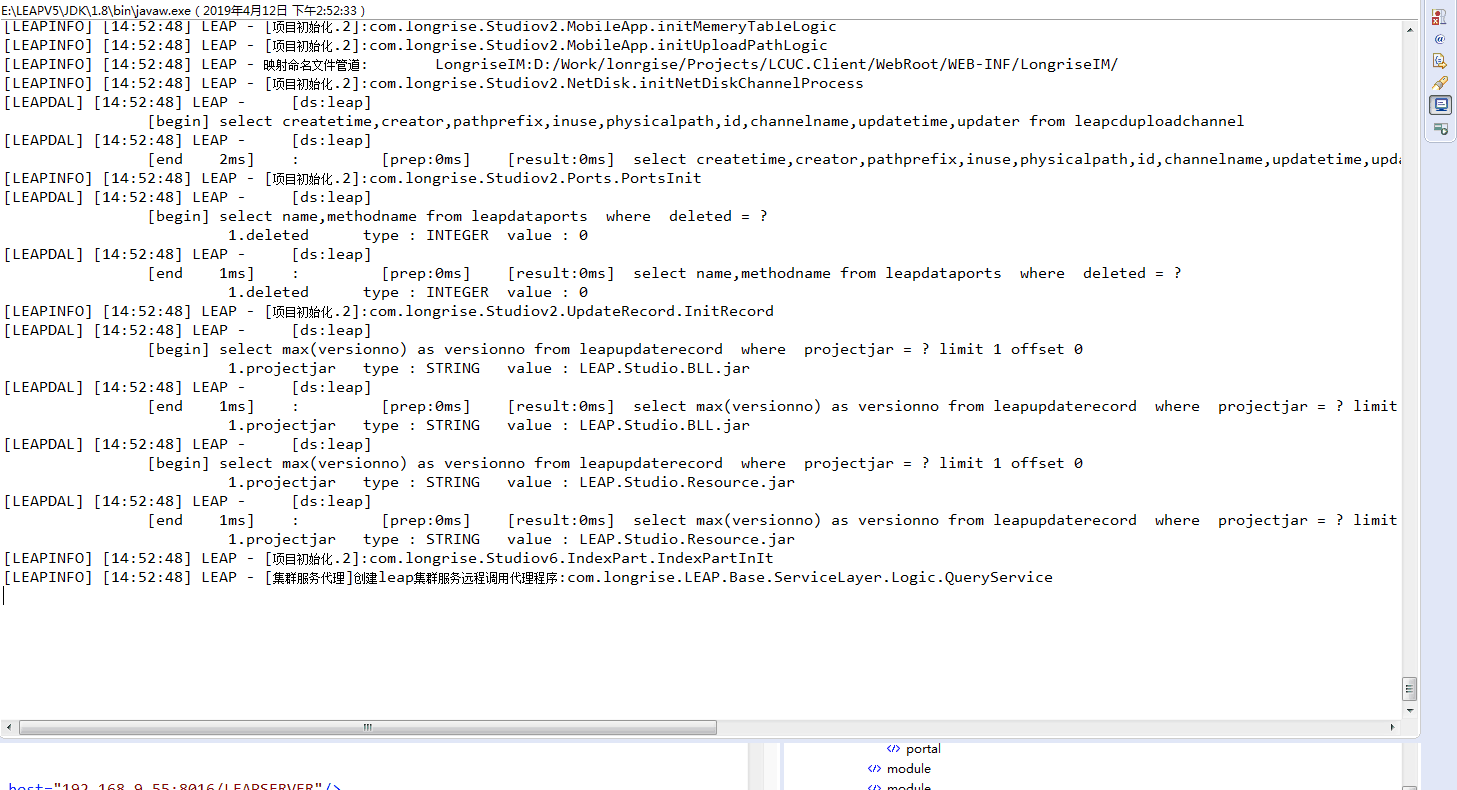 E:\LEAPV5\JDK\1.8\bin\javaw.exe ( 2019年4月12日 下午2:52:33 )
[LEAPINFO] [14:52:48] LEAP - [项目初始化.2]:com.longrise.Studiov2.MobileApp.initMemeryTableLogic
[LEAPINFO] [14:52:48] LEAP - [项目初始化.2]:com.longrise.Studiov2.MobileApp.initUploadPathLogic
[LEAPINFO] [14:52:48] LEAP - 映射命名文件管道: LongriseIM:D:/Work/lonrgise/Projects/LCUC.Client/WebRoot/WEB-INF/LongriseIM/
[LEAPINFO] [14:52:48] LEAP - [项目初始化.2]:com.longrise.Studiov2.NetDisk.initNetDiskChannelProcess
[LEAPDAL] [14:52:48] LEAP - [ds:leap]
[begin] select createtime,creator,pathprefix,inuse,physicalpath,id,channelname,updatetime,updater from leapcduploadchannel
[LEAPDAL] [14:52:48] LEAP - [ds:leap]
[end 2ms] : [prep:0ms] [result:0ms] select createtime,creator,pathprefix,inuse,physicalpath,id,channelname,updatetime,upda
[LEAPINFO] [14:52:48] LEAP - [项目初始化.2]:com.longrise.Studiov2.Ports.PortsInit
[LEAPDAL] [14:52:48] LEAP - [ds:leap]
[begin] select name,methodname from leapdataports where deleted = ?
1.deleted type : INTEGER value : 0
[LEAPDAL] [14:52:48] LEAP - [ds:leap]
[end 1ms] : [prep:0ms] [result:0ms] select name,methodname from leapdataports where deleted = ?
1.deleted type : INTEGER value : 0
[LEAPINFO] [14:52:48] LEAP - [项目初始化.2]:com.longrise.Studiov2.UpdateRecord.InitRecord
[LEAPDAL] [14:52:48] LEAP - [ds:leap]
[begin] select max(versionno) as versionno from leapupdaterecord where projectjar = ? limit 1 offset 0
1.projectjar type : STRING value : LEAP.Studio.BLL.jar
[LEAPDAL] [14:52:48] LEAP - [ds:leap]
[end 1ms] : [prep:0ms] [result:0ms] select max(versionno) as versionno from leapupdaterecord where projectjar = ? limit
1.projectjar type : STRING value : LEAP.Studio.BLL.jar
[LEAPDAL] [14:52:48] LEAP - [ds:leap]
[begin] select max(versionno) as versionno from leapupdaterecord where projectjar = ? limit 1 offset 0
1.projectjar type : STRING value : LEAP.Studio.Resource.jar
[LEAPDAL] [14:52:48] LEAP - [ds:leap]
[end 1ms] : [prep:0ms] [result:0ms] select max(versionno) as versionno from leapupdaterecord where projectjar = ? limit
1.projectjar type : STRING value : LEAP.Studio.Resource.jar
[LEAPINFO] [14:52:48] LEAP - [项目初始化.2]:com.longrise.Studiov6.IndexPart.IndexPartInIt
[LEAPINFO] [14:52:48] LEAP - [集群服务代理]创建leap集群服务远程调用代理程序:com.longrise.LEAP.Base.ServiceLayer.Logic.QueryService
</> portal
</> module
host="192.168.9.55:8016/LEAPSERVER"/>
</> module